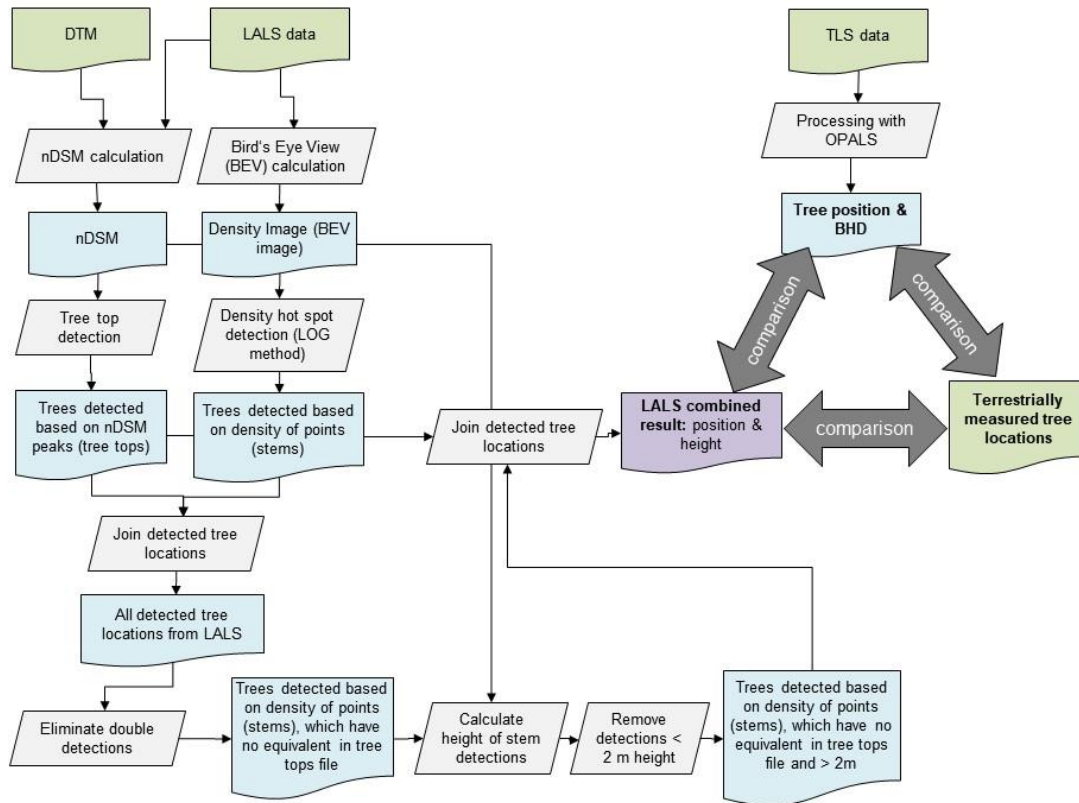 DTM
LALS data
TLS data
nDSM calculation
Bird's Eye View
(BEV) calculation
Processing with
OPALS
nDSM
Density Image (BEV
image)
Tree position &
BHD
Tree top
detection
Density hot spot
detection (LOG
method)
comparison
comparison
Trees detected
based on nDSM
peaks (tree tops)
Trees detected based
on density of points
(stems)
Join detected tree
locations
LALS combined
result: position &
height
comparison
Terrestrially
measured tree
locations
Join detected tree
locations
All detected tree
locations from LALS
Eliminate double
detections
Trees detected based
on density of points
(stems), which have
no equivalent in tree
tops file
Calculate
height of stem
detections
Remove
detections <
2 m height
Trees detected based
on density of points
(stems), which have no
equivalent in tree tops
file and > 2m